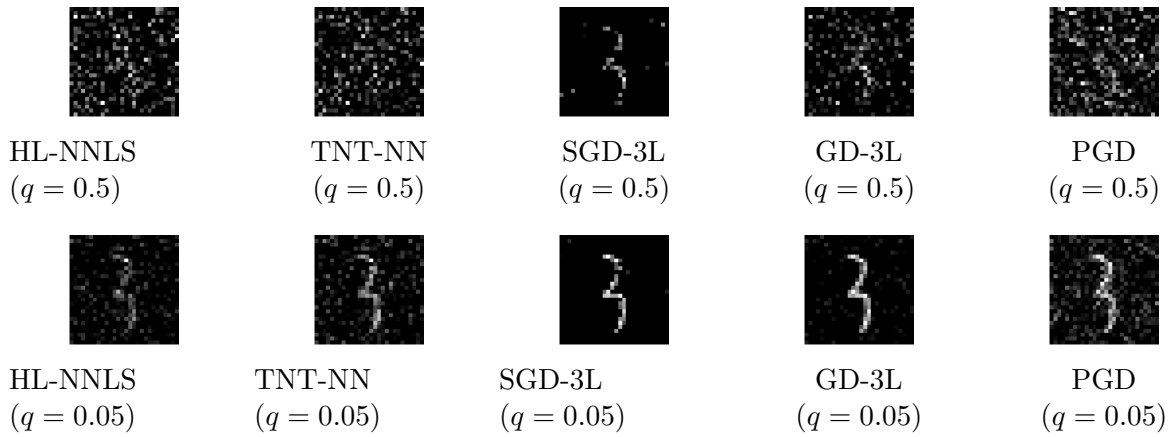 HL-NNLS TNT-NN SGD-3L GD-3L PGD
(q = 0.5) (q = 0.5) (q = 0.5) (q = 0.5) (q = 0.5)
HL-NNLS TNT-NN SGD-3L GD-3L PGD
(q = 0.05) (q = 0.05) (q = 0.05) (q = 0.05) (q = 0.05)